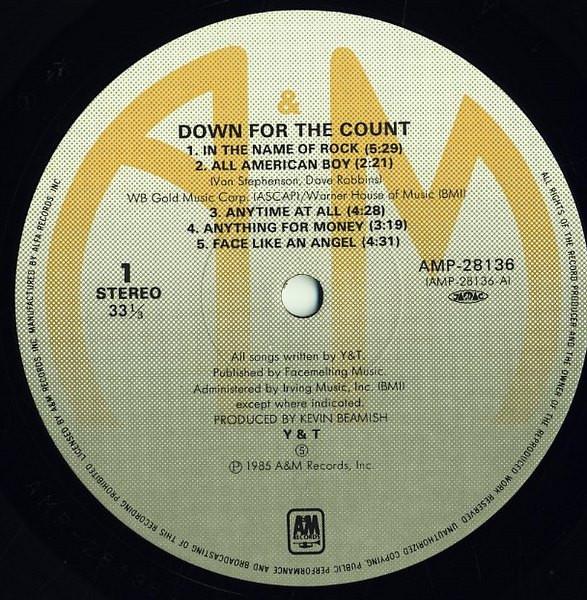 A & M
DOWN FOR THE COUNT
1. IN THE NAME OF ROCK (5:29)
2. ALL AMERICAN BOY (2:21)
(Van Stephenson, Dave Robbins)
WB Gold Music Corp. (ASCAP)/Warner House of Music (BMI)
3. ANYTIME AT ALL (4:28)
4. ANYTHING FOR MONEY (3:19)
5. FACE LIKE AN ANGEL (4:31)
1
STEREO
33⅓
AMP-28136
(AMP-28136-A)
JASRAC
All songs written by Y&T.
Published by Facemelting Music.
Administered by Irving Music, Inc. (BMI)
except where indicated.
PRODUCED BY KEVIN BEAMISH
Y & T
Ⓢ
Ⓟ 1985 A&M Records, Inc.
A&M
RECORDS
ALL RIGHTS OF THE RECORD PRODUCER AND THE OWNER OF THE REPRODUCED WORK RESERVED. UNAUTHORIZED COPYING, PUBLIC PERFORMANCE AND BROADCASTING OF THIS RECORDING PROHIBITED. LICENSED BY A&M RECORDS INC. MANUFACTURED BY ALFA RECORDS INC.